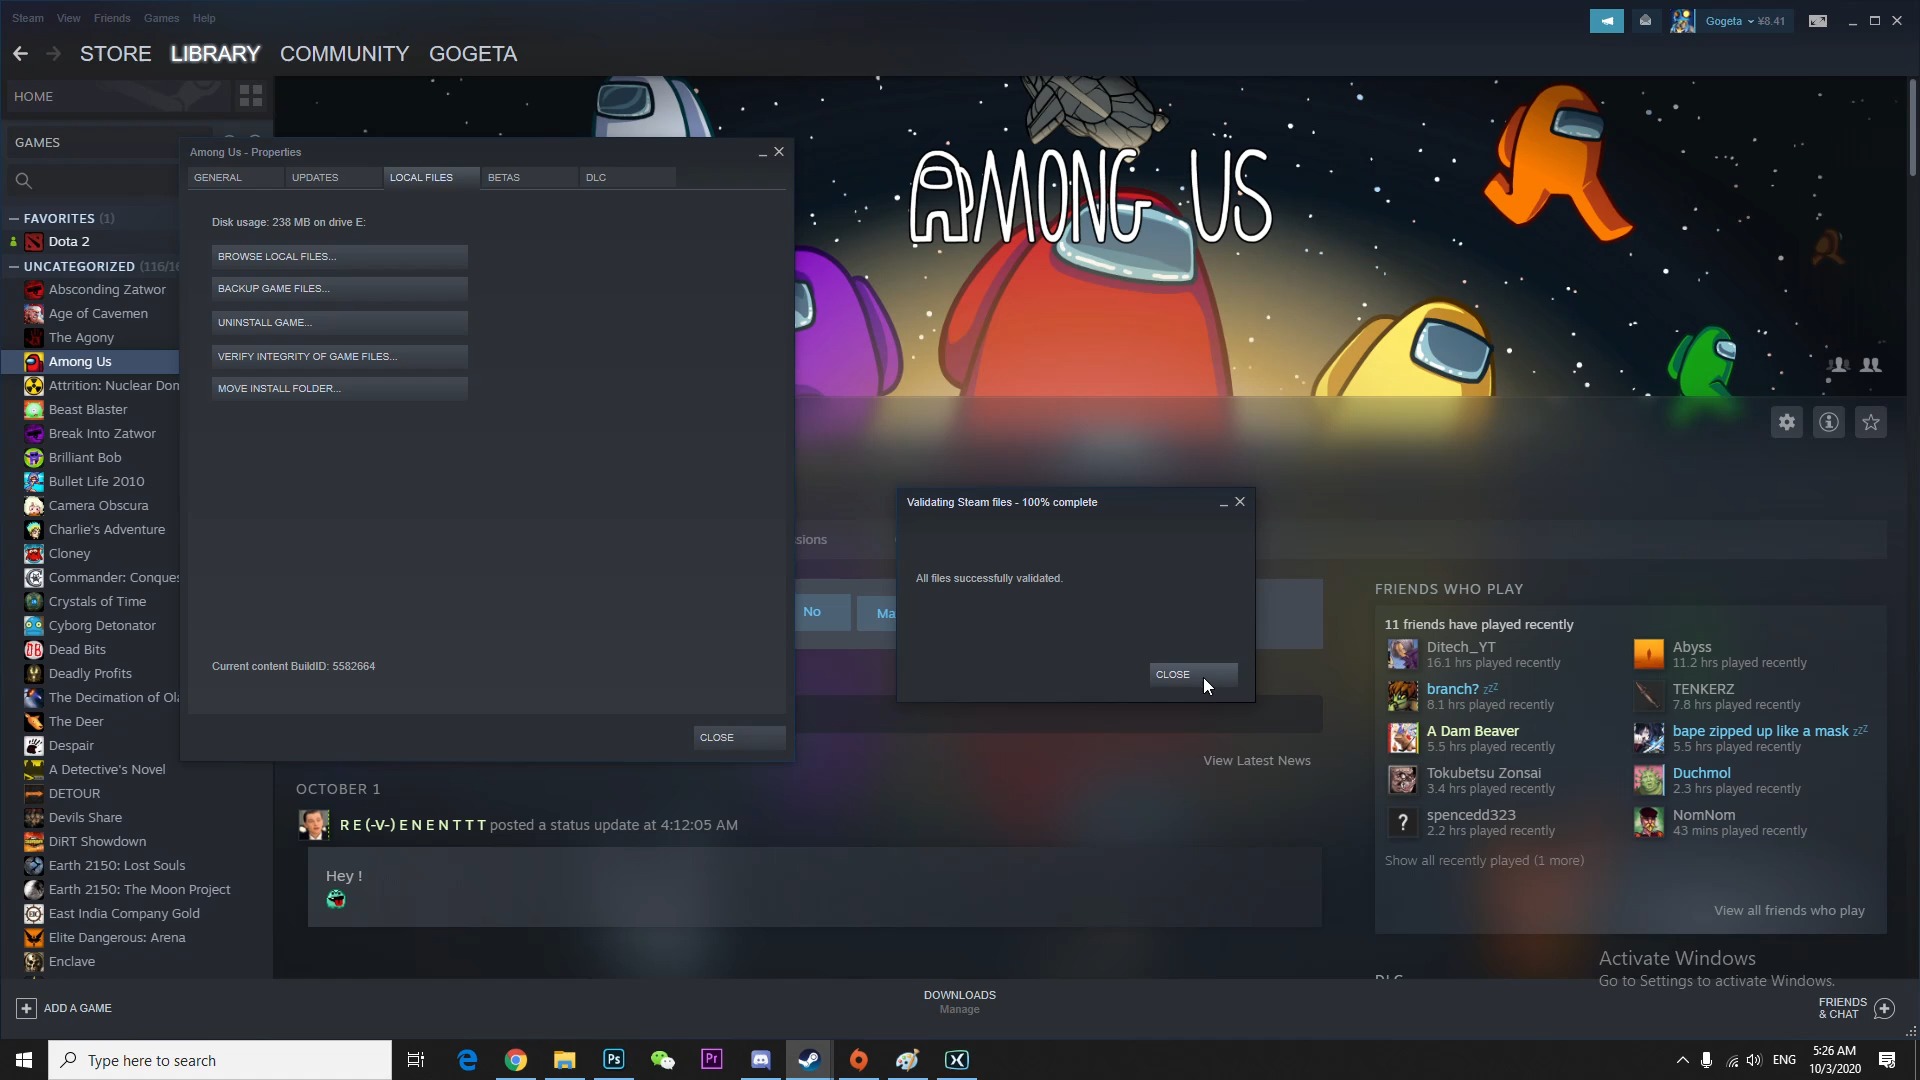 Steam View Friends Games Help
Gogeta ¥8.41
STORE LIBRARY COMMUNITY GOGETA
HOME
GAMES
FAVORITES (1)
Dota 2
UNCATEGORIZED (116/16
Absconding Zatwor
Age of Cavemen
The Agony
Among Us
Attrition: Nuclear Don
Beast Blaster
Break Into Zatwor
Brilliant Bob
Bullet Life 2010
Camera Obscura
Charlie's Adventure
Cloney
Commander: Conques
Crystals of Time
Cyborg Detonator
Dead Bits
Deadly Profits
The Decimation of Ola
The Deer
Despair
A Detective's Novel
DETOUR
Devils Share
DiRT Showdown
Earth 2150: Lost Souls
Earth 2150: The Moon Project
East India Company Gold
Elite Dangerous: Arena
Enclave
ADD A GAME
Among Us - Properties
GENERAL UPDATES LOCAL FILES BETAS DLC
Disk usage: 238 MB on drive E:
BROWSE LOCAL FILES...
BACKUP GAME FILES...
UNINSTALL GAME...
VERIFY INTEGRITY OF GAME FILES...
MOVE INSTALL FOLDER...
Current content BuildID: 5582664
CLOSE
AMONG US
Validating Steam files - 100% complete
All files successfully validated.
CLOSE
sions
No
Ma
View Latest News
OCTOBER 1
R E (-V-) E N E N T T T posted a status update at 4:12:05 AM
Hey !
FRIENDS WHO PLAY
11 friends have played recently
Ditech_YT
16.1 hrs played recently
Abyss
11.2 hrs played recently
branch? zzZ
8.1 hrs played recently
TENKERZ
7.8 hrs played recently
A Dam Beaver
5.5 hrs played recently
bape zipped up like a mask zzZ
5.5 hrs played recently
Tokubetsu Zonsai
3.4 hrs played recently
Duchmol
2.3 hrs played recently
?
spencedd323
2.2 hrs played recently
NomNom
43 mins played recently
Show all recently played (1 more)
View all friends who play
Activate Windows
Go to Settings to activate Windows.
DOWNLOADS
Manage
FRIENDS
& CHAT
Type here to search
Ps
Pr
ENG
5:26 AM
10/3/2020